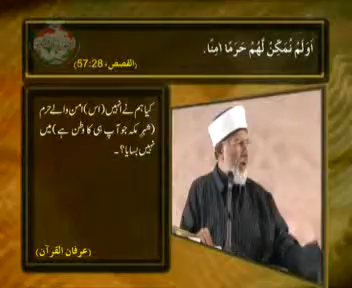 اَوَلَمْ نُمَكِّنْ لَّهُمْ حَرَمًا اٰمِنًا.
(القصص، 57:28)
کیا ہم نے انہیں (اس) امن والے حرم
(شہر مکہ جو آپ ہی کا وطن ہے) میں
نہیں بسایا؟۔
(عرفان القرآن)